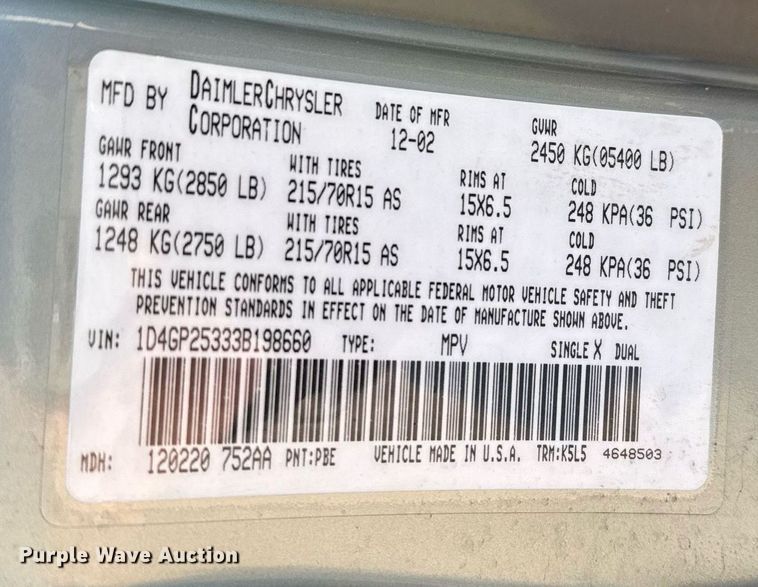 MFD BY DAIMLERCHRYSLER CORPORATION
DATE OF MFR 12-02
GVWR 2450 KG(05400 LB)
GAWR FRONT WITH TIRES RIMS AT COLD
1293 KG(2850 LB) 215/70R15 AS 15X6.5 248 KPA(36 PSI)
GAWR REAR WITH TIRES RIMS AT COLD
1248 KG(2750 LB) 215/70R15 AS 15X6.5 248 KPA(36 PSI)
THIS VEHICLE CONFORMS TO ALL APPLICABLE FEDERAL MOTOR VEHICLE SAFETY AND THEFT
PREVENTION STANDARDS IN EFFECT ON THE DATE OF MANUFACTURE SHOWN ABOVE.
VIN: 1D4GP25333B198660 TYPE: MPV SINGLE X DUAL
MDH: 120220 752AA PNT:PBE VEHICLE MADE IN U.S.A. TRM:K5L5 4648503
Purple Wave Auction